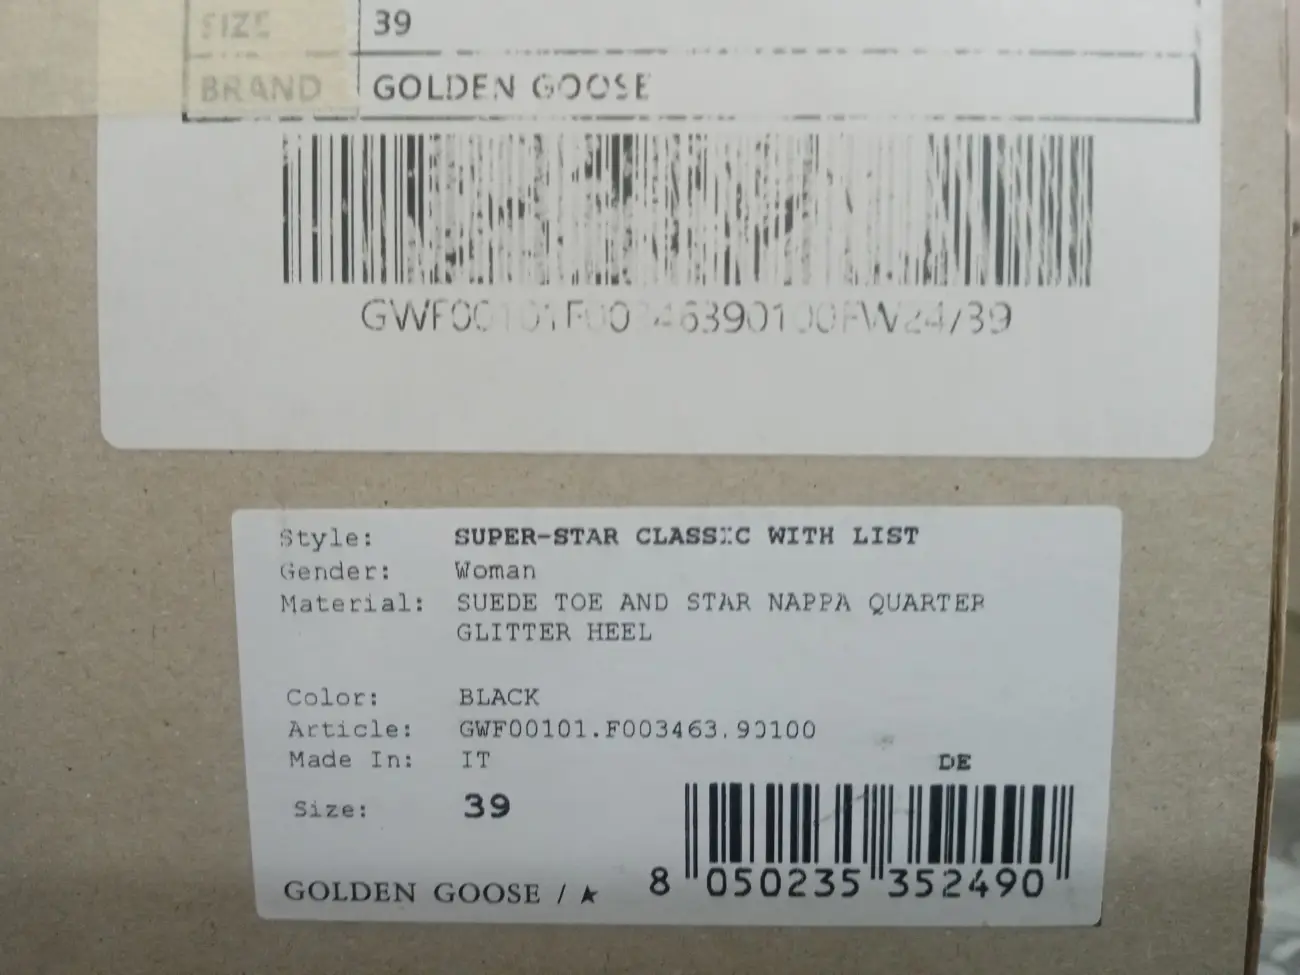 SIZE 39
BRAND GOLDEN GOOSE
Style: SUPER-STAR CLASSIC WITH LIST
Gender: Woman
Material: SUEDE TOE AND STAR NAPPA QUARTER
GLITTER HEEL
Color: BLACK
Article: GWF00101.F003463.90100
Made In: IT
DE
Size: 39
8 050235 352490
GOLDEN GOOSE / ★